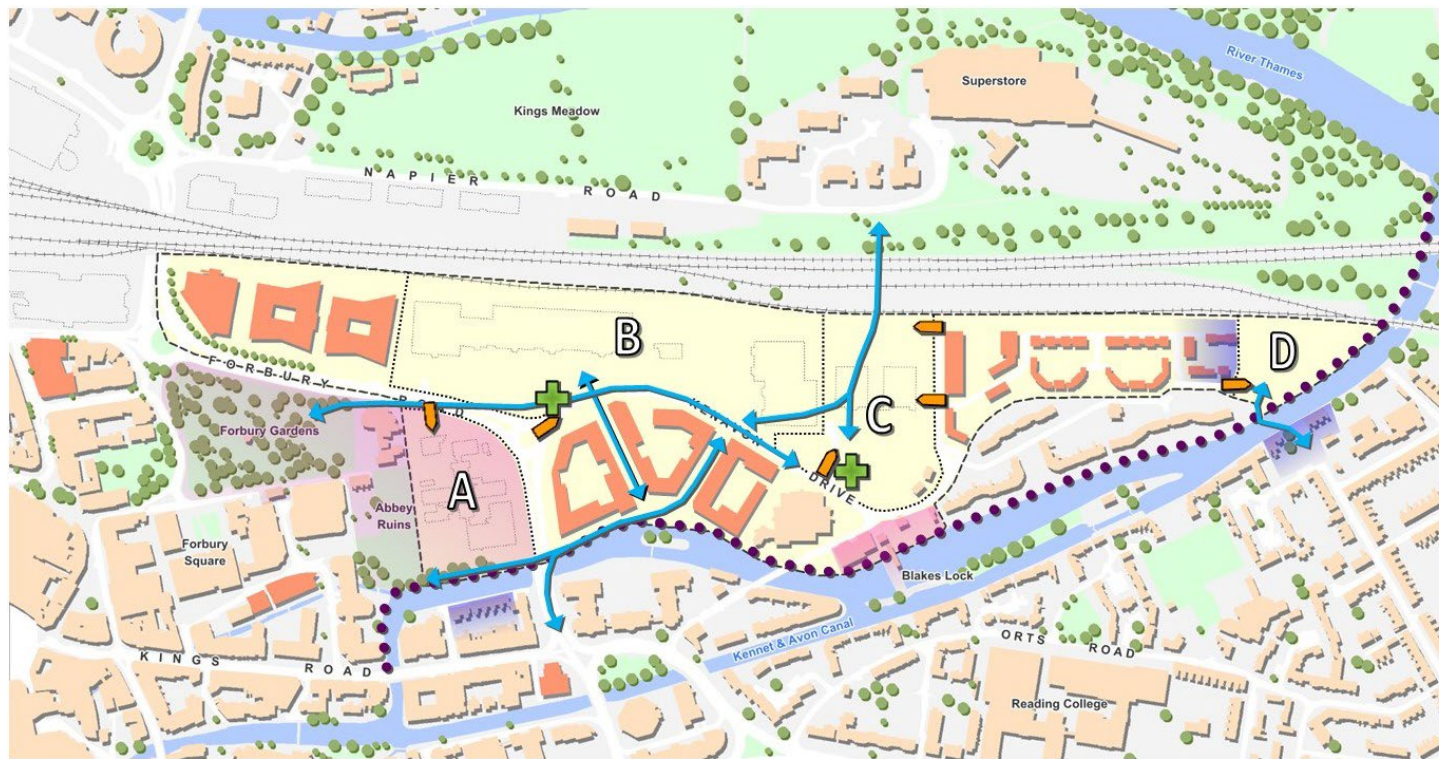 River Thames
Superstore
Kings Meadow
NAPIER ROAD
B
D
FORBURY ROAD
KENNET DRIVE
C
Forbury Gardens
A
Abbey
Ruins
Forbury
Square
Blakes Lock
Kennet & Avon Canal
ORTS ROAD
KINGS ROAD
Reading College